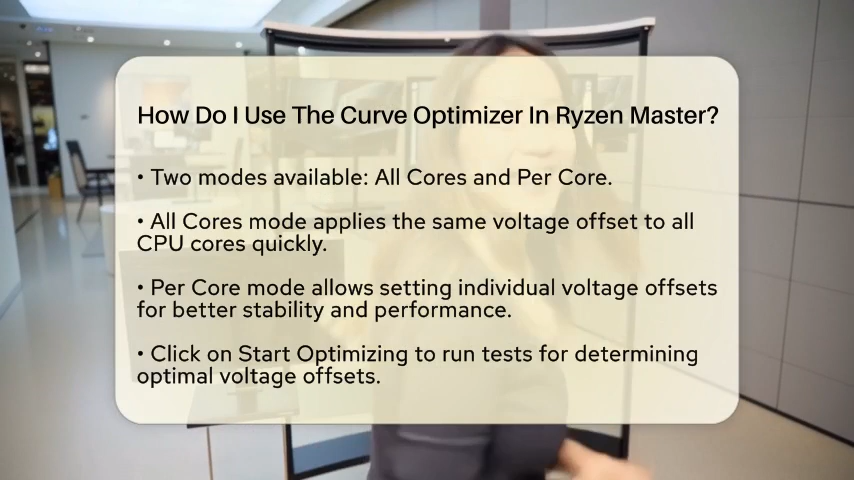 How Do I Use The Curve Optimizer In Ryzen Master?
• Two modes available: All Cores and Per Core.
• All Cores mode applies the same voltage offset to all
CPU cores quickly.
• Per Core mode allows setting individual voltage offsets
for better stability and performance.
• Click on Start Optimizing to run tests for determining
optimal voltage offsets.